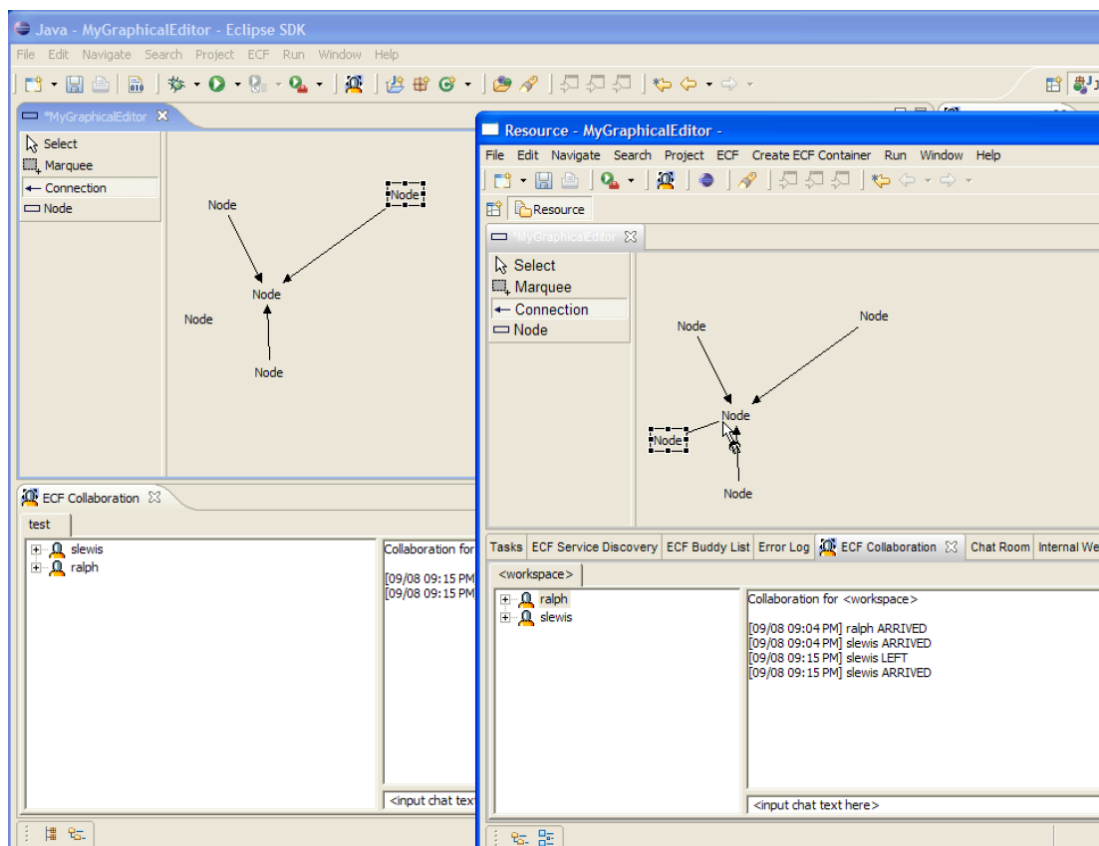 Java - MyGraphicalEditor - Eclipse SDK
File Edit Navigate Search Project ECF Run Window Help
*MyGraphicalEditor
Select
Marquee
Connection
Node
Node
Node
Node
Node
Node
ECF Collaboration
test
slewis
ralph
Collaboration for
[09/08 09:15 PM
[09/08 09:15 PM
<input chat tex
Resource - MyGraphicalEditor -
File Edit Navigate Search Project ECF Create ECF Container Run Window Help
Resource
*MyGraphicalEditor
Select
Marquee
Connection
Node
Node
Node
Node
Node
Node
Tasks ECF Service Discovery ECF Buddy List Error Log ECF Collaboration Chat Room Internal We
<workspace>
ralph
slewis
Collaboration for <workspace>
[09/08 09:04 PM] ralph ARRIVED
[09/08 09:04 PM] slewis ARRIVED
[09/08 09:15 PM] slewis LEFT
[09/08 09:15 PM] slewis ARRIVED
<input chat text here>